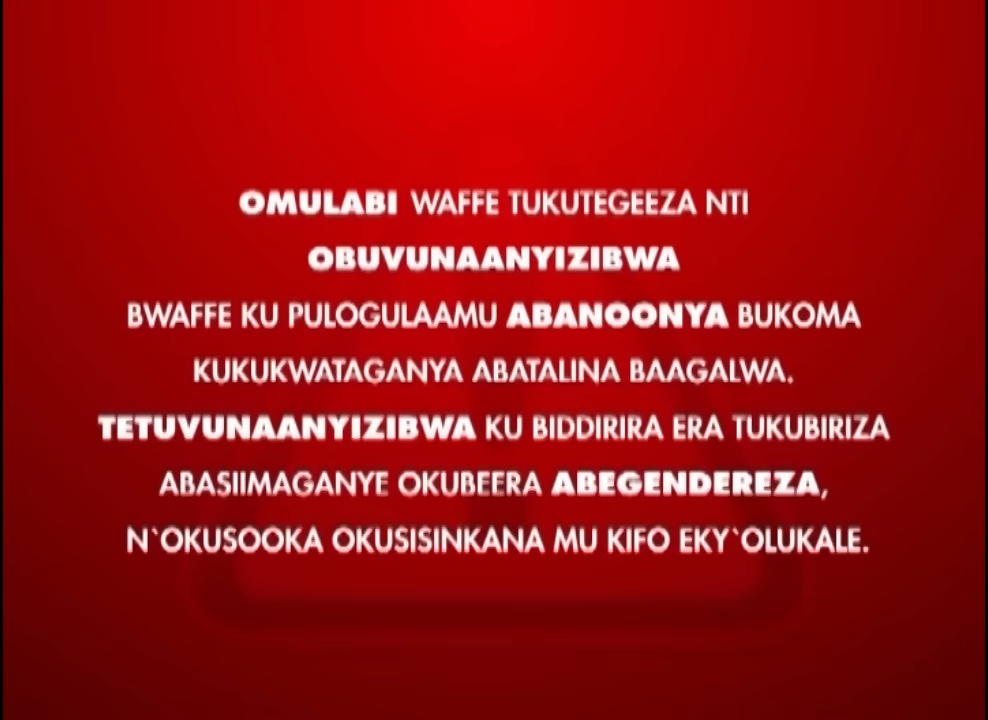 OMULABI WAFFE TUKUTEGEEZA NTI
OBUVUNAANYIZIBWA
BWAFFE KU PULOGULAAMU ABANOONYA BUKOMA
KUKUKWATAGANYA ABATALINA BAAGALWA.
TETUVUNAANYIZIBWA KU BIDDIRIRA ERA TUKUBIRIZA
ABASIIMAGANYE OKUBEERA ABEGENDEREZA,
N`OKUSOOKA OKUSISINKANA MU KIFO EKY`OLUKALE.